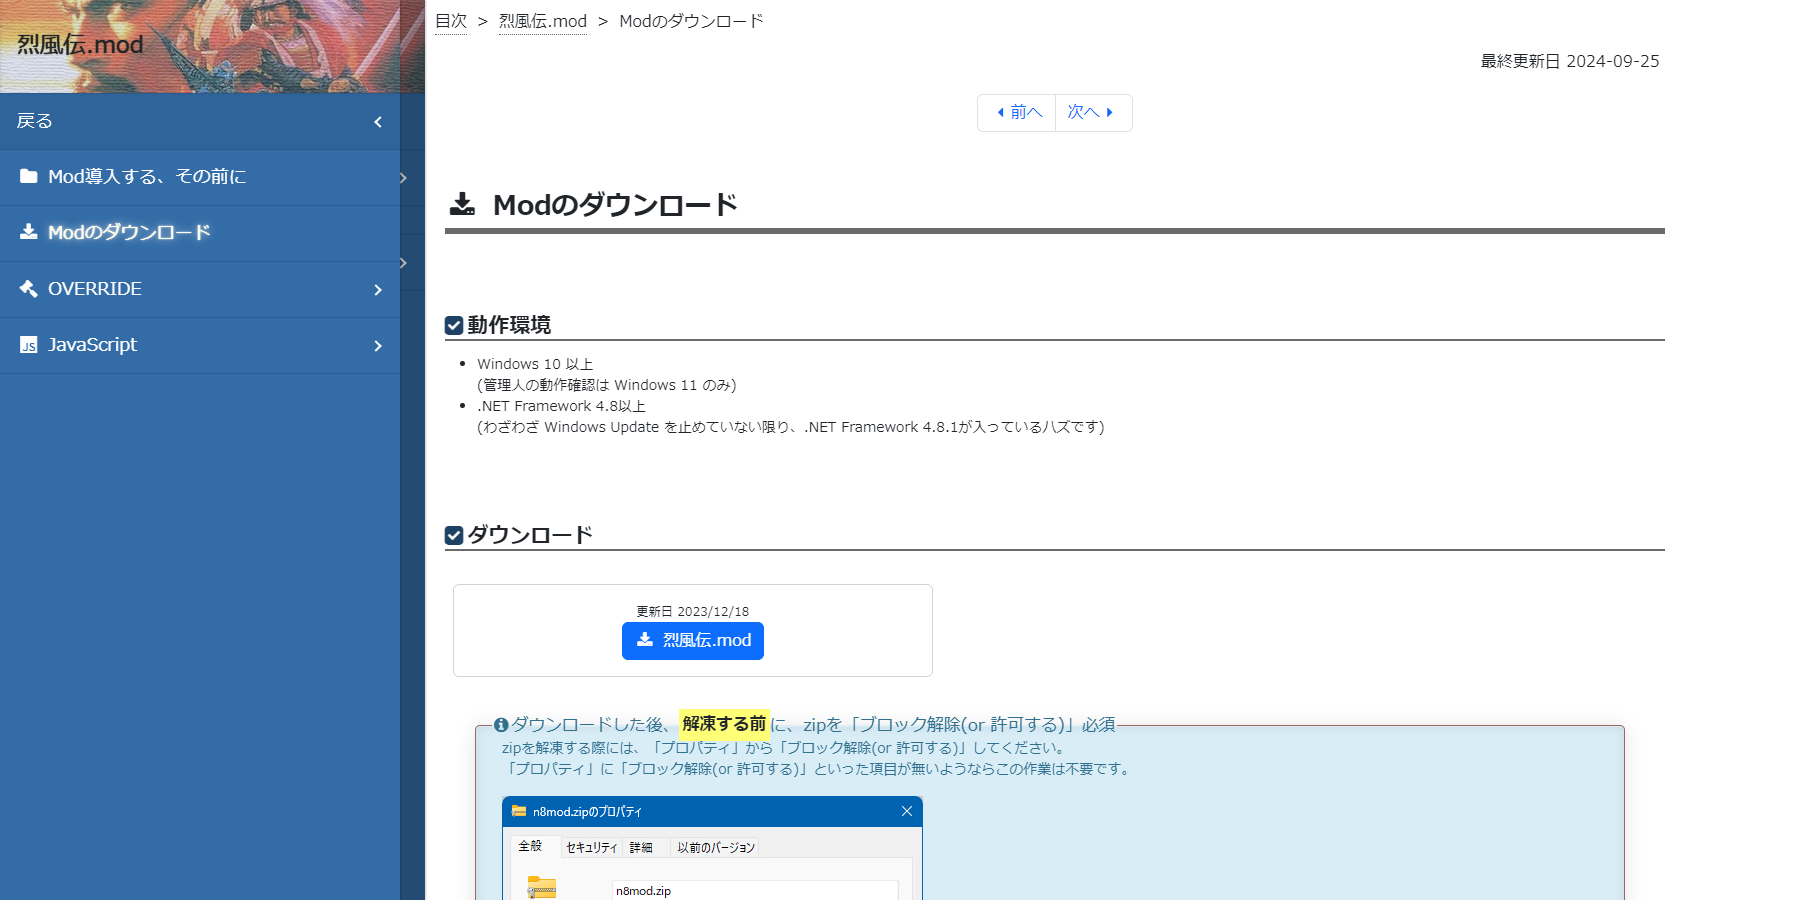 烈風伝.mod
戻る
Mod導入する、その前に
Modのダウンロード
OVERRIDE
JavaScript
目次 > 烈風伝.mod > Modのダウンロード
最終更新日 2024-09-25
前へ 次へ
Modのダウンロード
動作環境
Windows 10 以上
(管理人の動作確認は Windows 11 のみ)
.NET Framework 4.8以上
(わざわざ Windows Update を止めていない限り、.NET Framework 4.8.1が入っているハズです)
ダウンロード
更新日 2023/12/18
烈風伝.mod
ダウンロードした後、解凍する前に、zipを「ブロック解除(or 許可する)」必須
zipを解凍する際には、「プロパティ」から「ブロック解除(or 許可する)」してください。
「プロパティ」に「ブロック解除(or 許可する)」といった項目が無いようならこの作業は不要です。
n8mod.zipのプロパティ
全般 セキュリティ 詳細 以前のバージョン
n8mod.zip